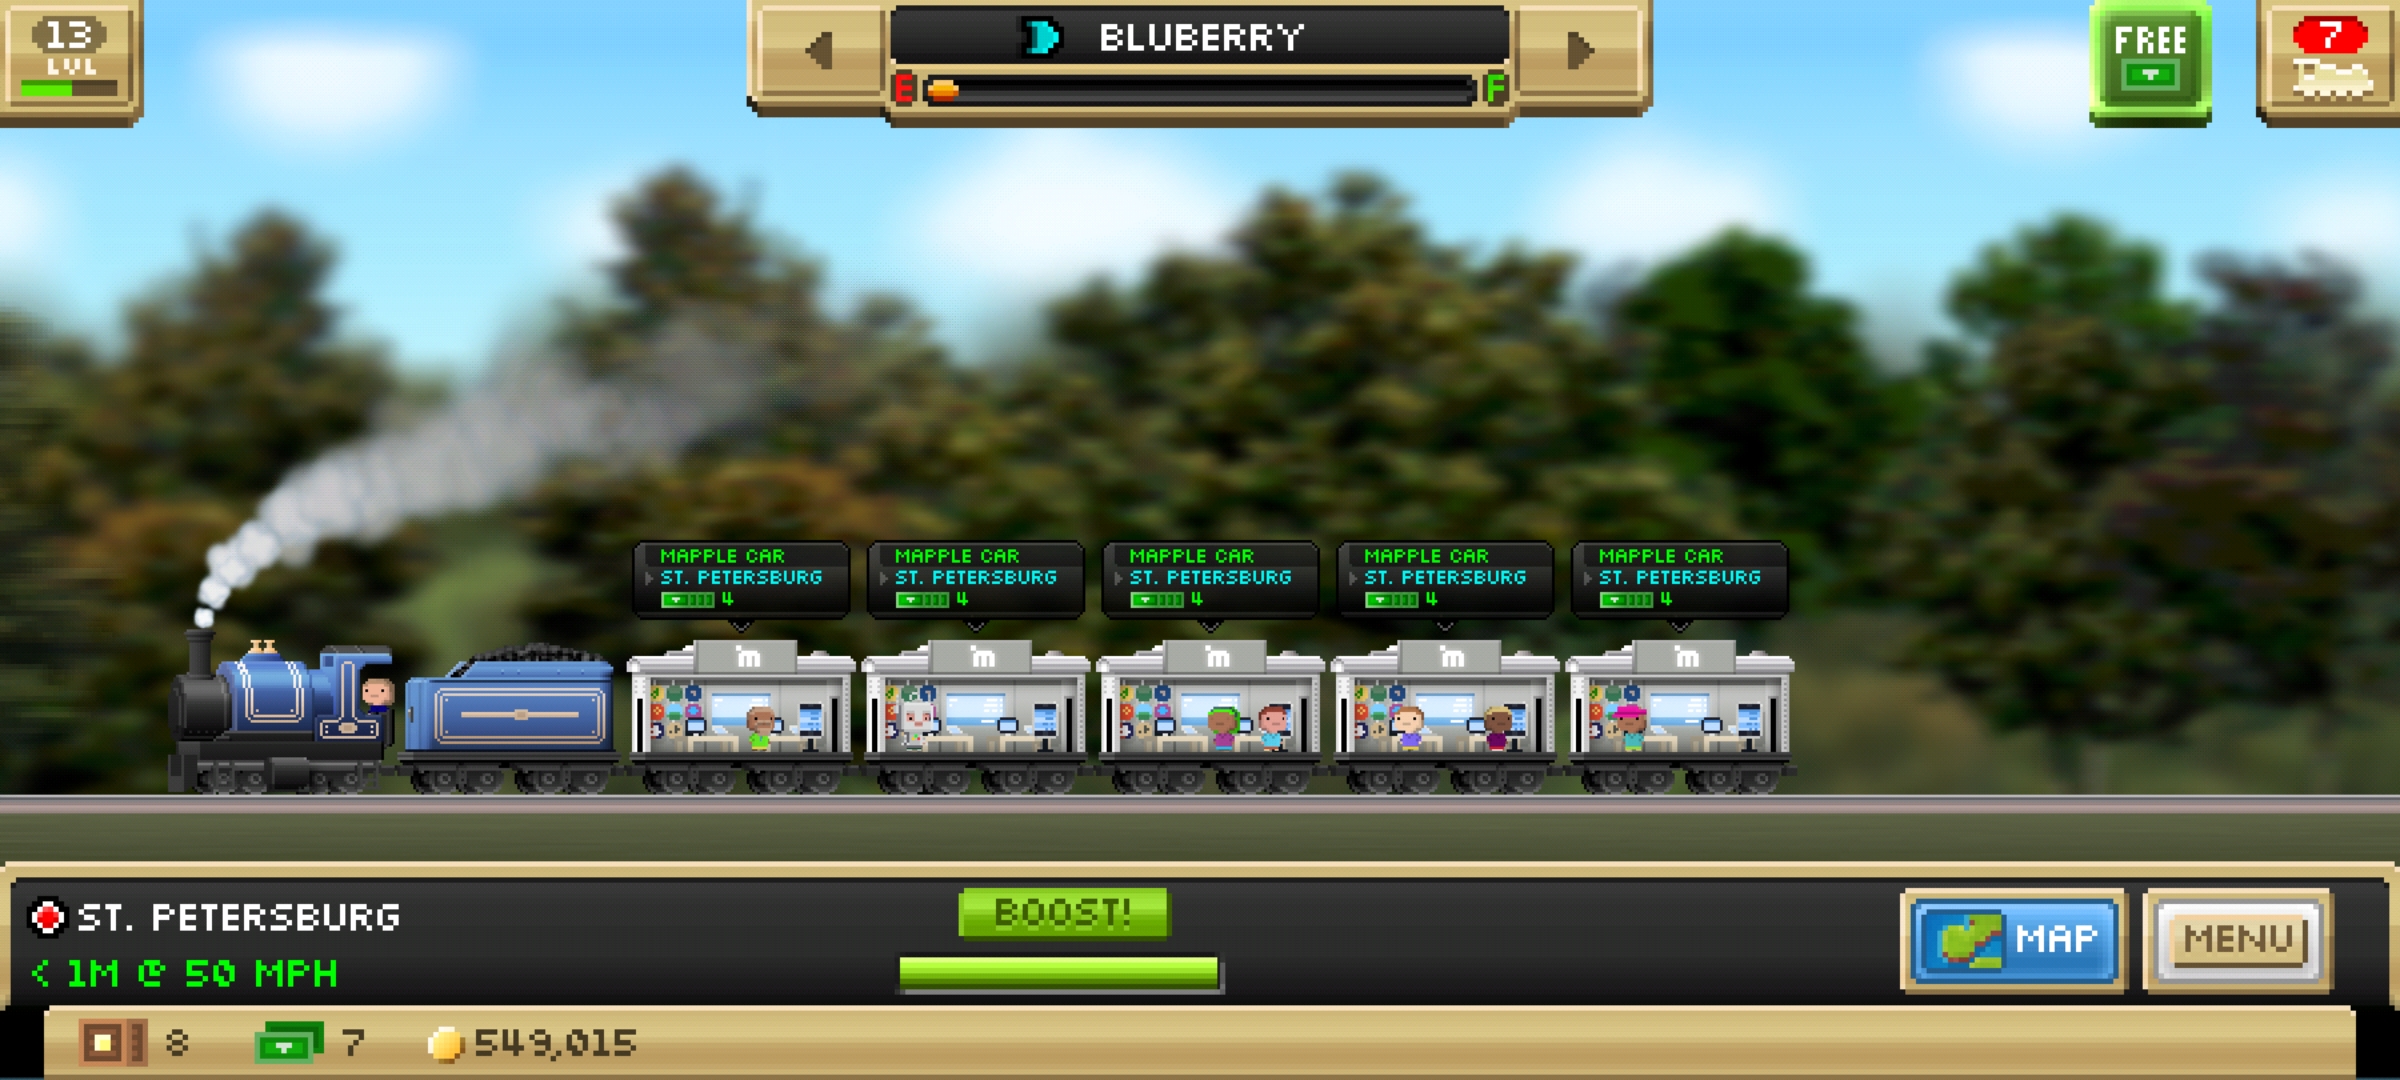 13
LVL
BLUBERRY
E F
FREE
7
MAPPLE CAR
ST. PETERSBURG
4
MAPPLE CAR
ST. PETERSBURG
4
MAPPLE CAR
ST. PETERSBURG
4
MAPPLE CAR
ST. PETERSBURG
4
MAPPLE CAR
ST. PETERSBURG
4
m
m
m
m
m
ST. PETERSBURG
< 1M @ 50 MPH
BOOST!
MAP
MENU
8
7
549,015